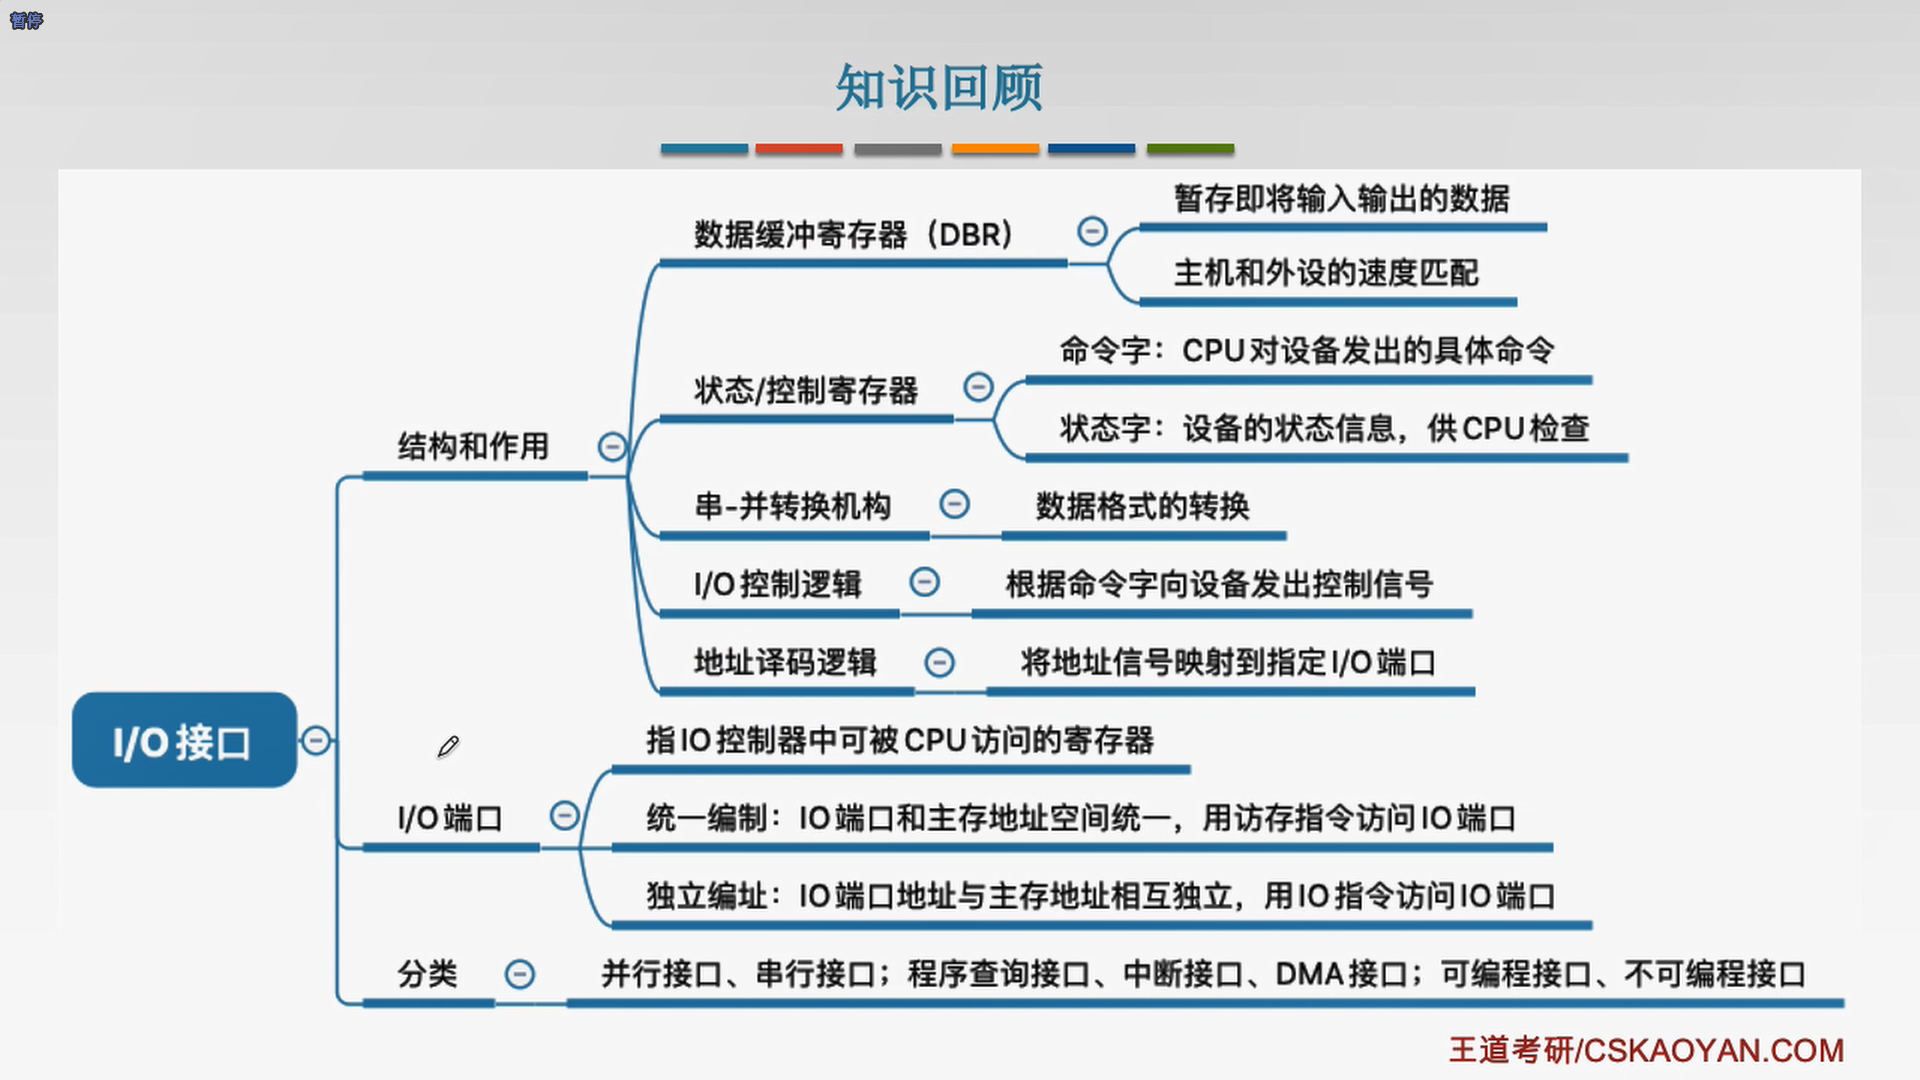 暂停
知识回顾
暂存即将输入输出的数据
数据缓冲寄存器（DBR）
主机和外设的速度匹配
命令字：CPU对设备发出的具体命令
状态/控制寄存器
状态字：设备的状态信息，供CPU检查
结构和作用
串-并转换机构
数据格式的转换
I/O控制逻辑
根据命令字向设备发出控制信号
地址译码逻辑
将地址信号映射到指定I/O端口
I/O接口
指IO控制器中可被CPU访问的寄存器
I/O端口
统一编制：IO端口和主存地址空间统一，用访存指令访问IO端口
独立编址：IO端口地址与主存地址相互独立，用IO指令访问IO端口
分类
并行接口、串行接口；程序查询接口、中断接口、DMA接口；可编程接口、不可编程接口
王道考研/CSKAOYAN.COM